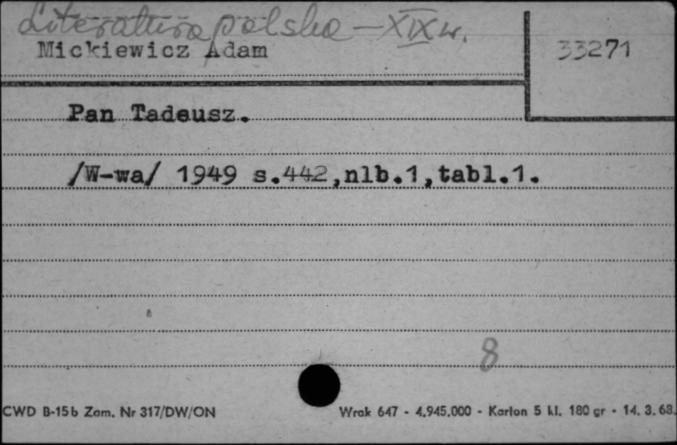 Literatura polska - XIX w.
Mickiewicz Adam
33271
Pan Tadeusz.
/W-wa/ 1949 s.442,nlb.1,tabl.1.
8
CWD B-15b Zam. Nr 317/DW/ON
Wrak 647 - 4.945.000 - Karton 5 kl. 180 gr - 14. 3. 68.